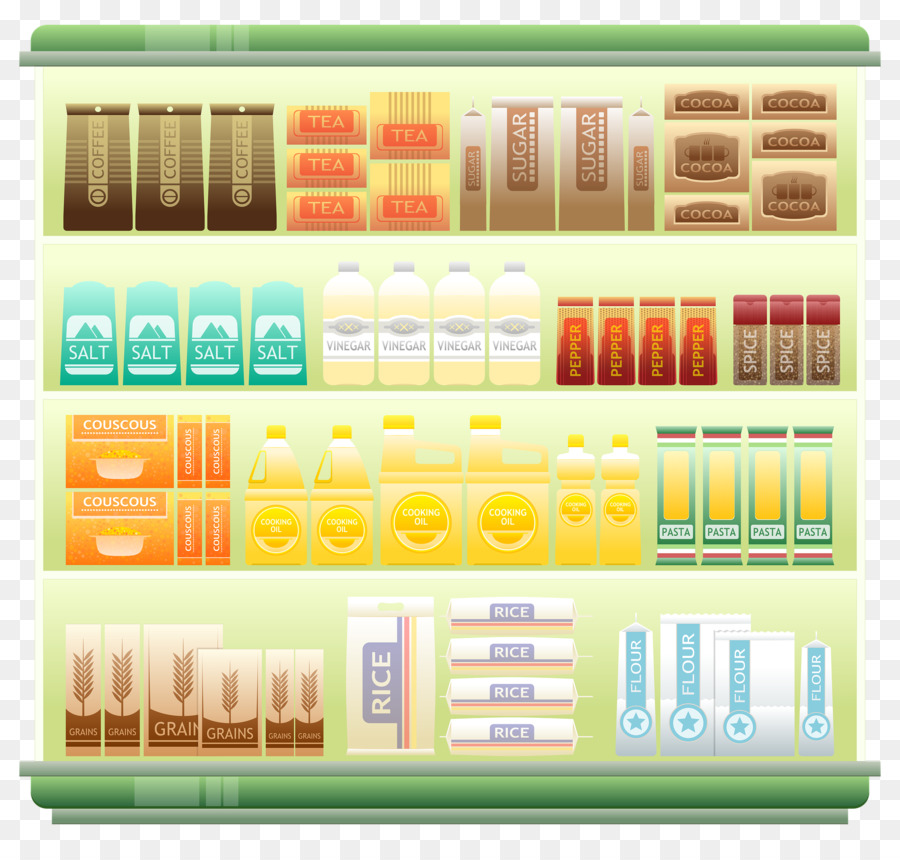 COFFEE
COFFEE
COFFEE
TEA
TEA
TEA
TEA
TEA
SUGAR
SUGAR
SUGAR
SUGAR
COCOA
COCOA
COCOA
COCOA
COCOA
COCOA
SALT
SALT
SALT
SALT
VINEGAR
VINEGAR
VINEGAR
VINEGAR
PEPPER
PEPPER
PEPPER
PEPPER
SPICE
SPICE
SPICE
COUSCOUS
COUSCOUS
COUSCOUS
COUSCOUS
COUSCOUS
COUSCOUS
COOKING
OIL
COOKING
OIL
COOKING
OIL
COOKING
OIL
COOKING
OIL
COOKING
OIL
PASTA
PASTA
PASTA
PASTA
GRAINS
GRAINS
GRAIN
GRAINS
GRAINS
GRAINS
RICE
RICE
RICE
RICE
RICE
FLOUR
FLOUR
FLOUR
FLOUR